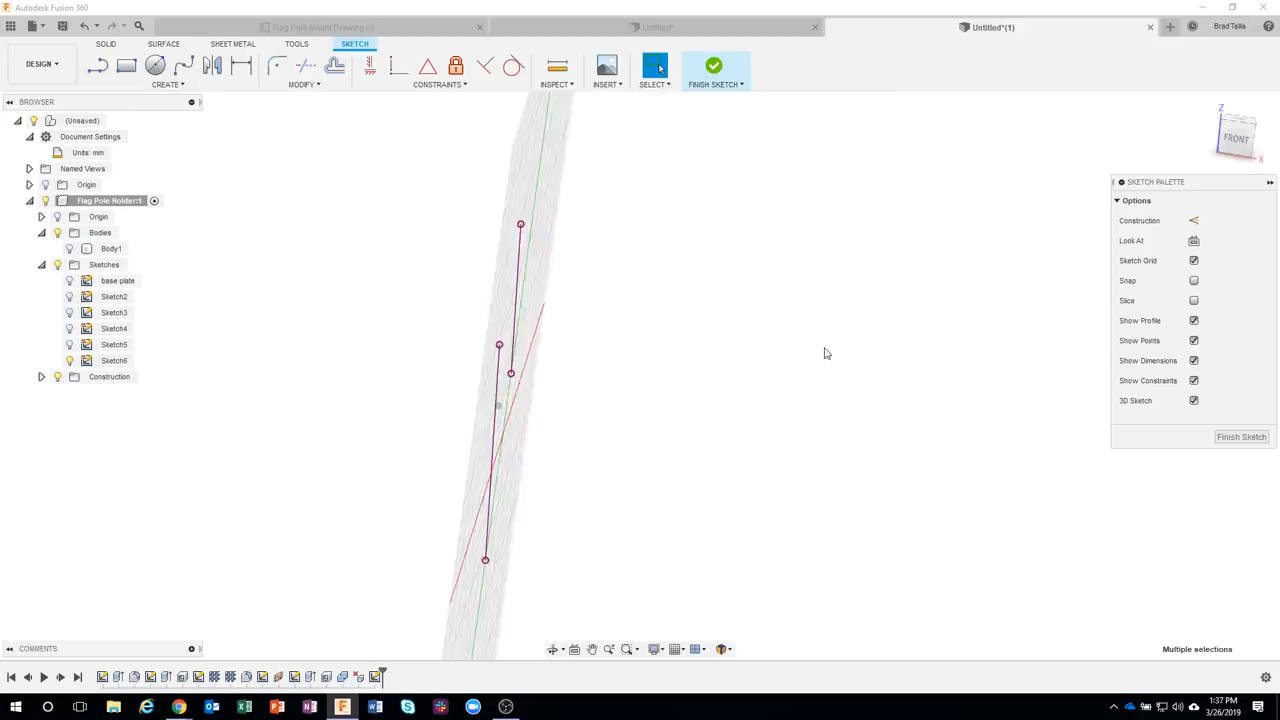 Autodesk Fusion 360
Flag Pole Mount Drawing v3
Untitled*
Untitled*(1)
Brad Tallis
SOLID
SURFACE
SHEET METAL
TOOLS
SKETCH
DESIGN
CREATE
MODIFY
CONSTRAINTS
INSPECT
INSERT
SELECT
FINISH SKETCH
BROWSER
(Unsaved)
Document Settings
Units: mm
Named Views
Origin
Flag Pole Holder:1
Origin
Bodies
Body1
Sketches
base plate
Sketch2
Sketch3
Sketch4
Sketch5
Sketch6
Construction
Z
FRONT
X
SKETCH PALETTE
Options
Construction
Look At
Sketch Grid
Snap
Slice
Show Profile
Show Points
Show Dimensions
Show Constraints
3D Sketch
Finish Sketch
COMMENTS
Multiple selections
1:37 PM
3/26/2019